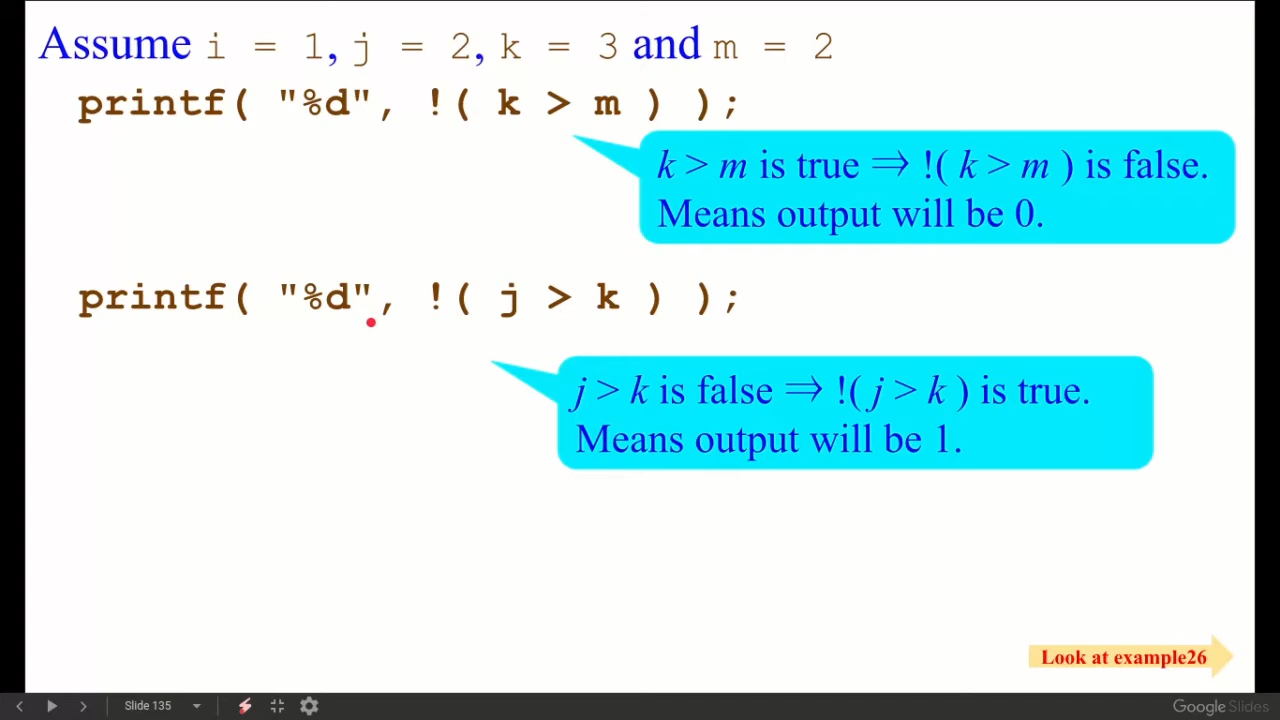 Assume i = 1, j = 2, k = 3 and m = 2
printf( "%d", !( k > m ) );
k > m is true ⇒ !( k > m ) is false.
Means output will be 0.
printf( "%d", !( j > k ) );
j > k is false ⇒ !( j > k ) is true.
Means output will be 1.
Look at example26
Slide 135
Google Slides